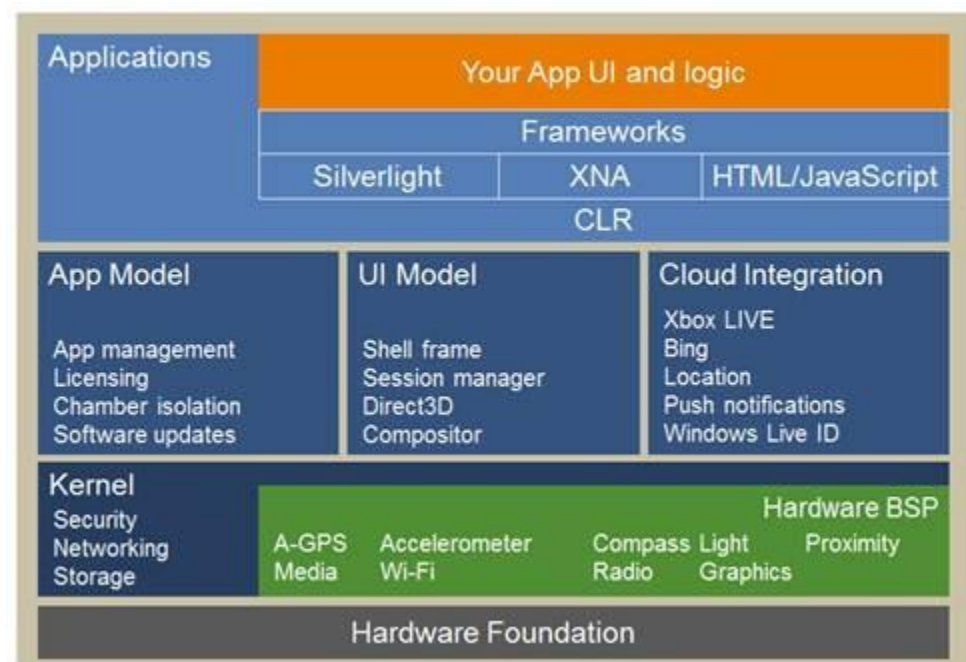 Applications
Your App UI and logic
Frameworks
Silverlight
XNA
HTML/JavaScript
CLR
App Model
App management
Licensing
Chamber isolation
Software updates
UI Model
Shell frame
Session manager
Direct3D
Compositor
Cloud Integration
Xbox LIVE
Bing
Location
Push notifications
Windows Live ID
Kernel
Security
Networking
Storage
Hardware BSP
A-GPS Accelerometer Compass Light Proximity
Media Wi-Fi Radio Graphics
Hardware Foundation